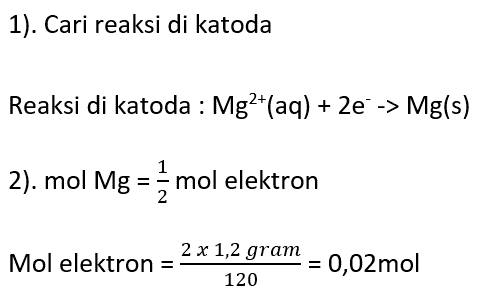 1). Cari reaksi di katoda
Reaksi di katoda : Mg²⁺(aq) + 2e⁻ -> Mg(s)
2). mol Mg = 1/2 mol elektron
Mol elektron = (2 x 1,2 gram)/120 = 0,02mol